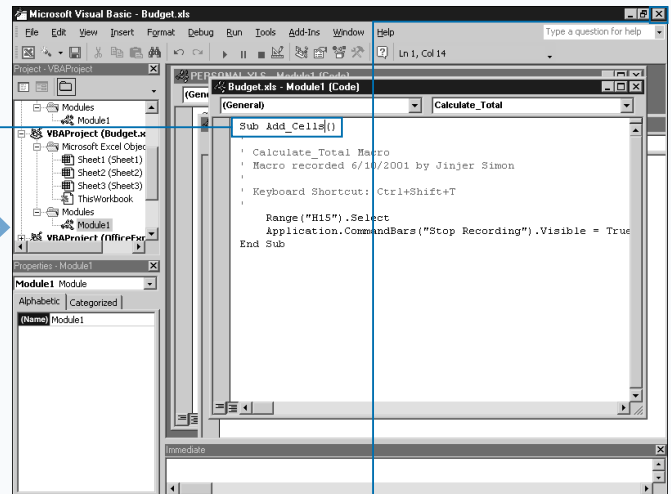 Microsoft Visual Basic - Budget.xls
File Edit View Insert Format Debug Run Tools Add-Ins Window Help
Type a question for help
Ln 1, Col 14
Project - VBAProject
Modules
Module1
VBAProject (Budget.x
Microsoft Excel Objec
Sheet1 (Sheet1)
Sheet2 (Sheet2)
Sheet3 (Sheet3)
ThisWorkbook
Modules
Module1
VBAProject (OfficeExc
Properties - Module1
Module1 Module
Alphabetic Categorized
(Name) Module1
PERSONAL.XLS - Module1 (Code)
(Gen
Budget.xls - Module1 (Code)
(General) Calculate_Total
Sub Add_Cells()
'
' Calculate_Total Macro
' Macro recorded 6/10/2001 by Jinjer Simon
'
' Keyboard Shortcut: Ctrl+Shift+T
'
Range("H15").Select
Application.CommandBars("Stop Recording").Visible = True
End Sub
Immediate